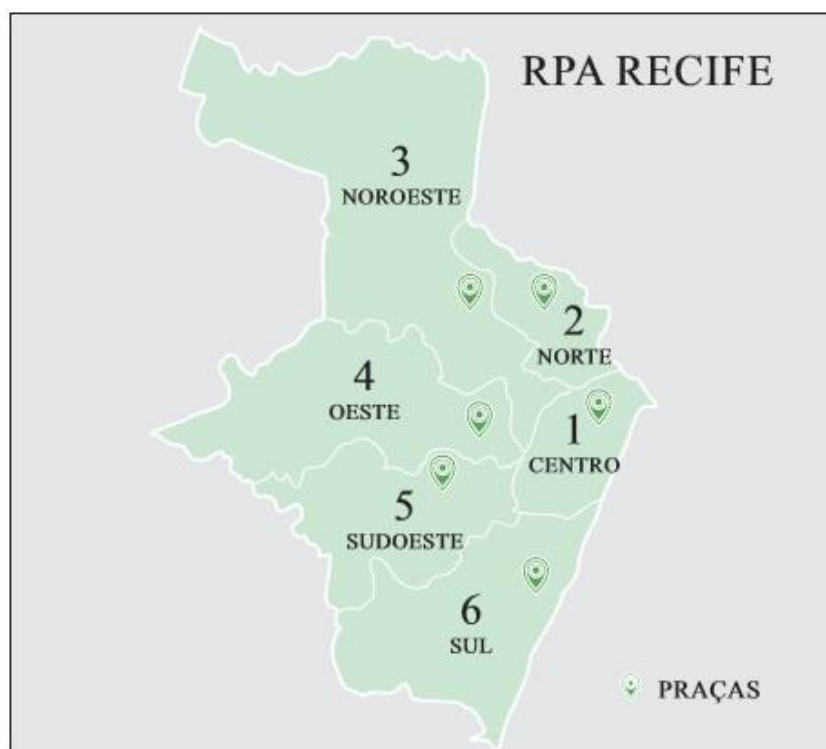 RPA RECIFE
3
NOROESTE
2
NORTE
4
OESTE
1
CENTRO
5
SUDOESTE
6
SUL
PRAÇAS